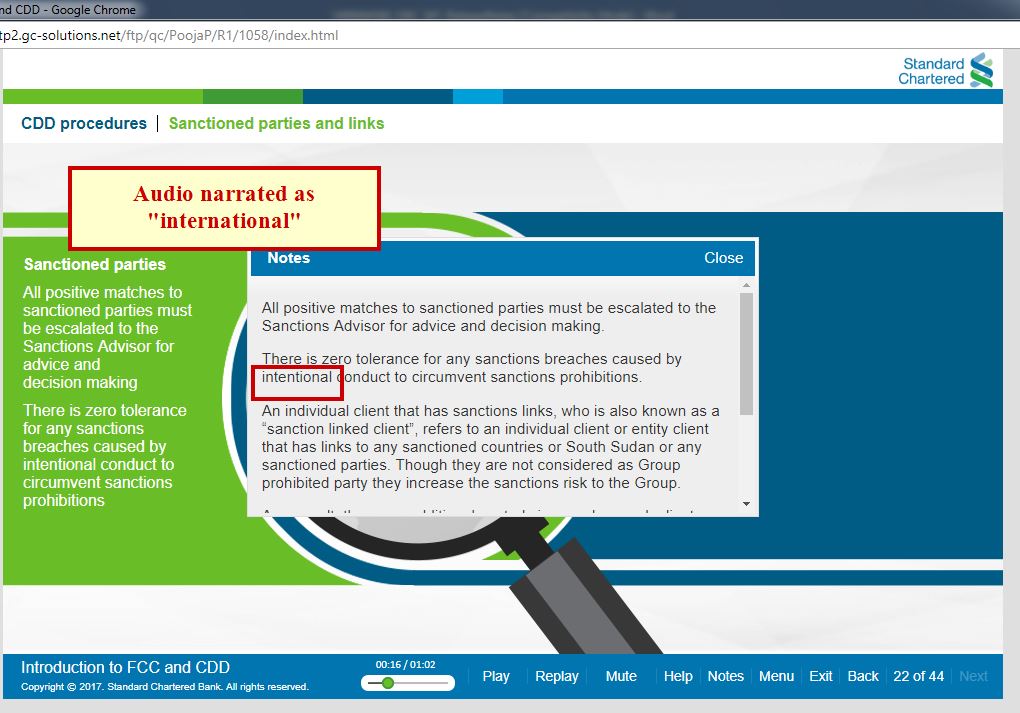 nd CDD - Google Chrome
tp2.gc-solutions.net/ftp/qc/PoojaP/R1/1058/index.html
Standard
Chartered
CDD procedures | Sanctioned parties and links
Audio narrated as
"international"
Notes
Close
Sanctioned parties
All positive matches to
sanctioned parties must
be escalated to the
Sanctions Advisor for
advice and
decision making
There is zero tolerance
for any sanctions
breaches caused by
intentional conduct to
circumvent sanctions
prohibitions
All positive matches to sanctioned parties must be escalated to the
Sanctions Advisor for advice and decision making.
There is zero tolerance for any sanctions breaches caused by
intentional conduct to circumvent sanctions prohibitions.
An individual client that has sanctions links, who is also known as a
“sanction linked client”, refers to an individual client or entity client
that has links to any sanctioned countries or South Sudan or any
sanctioned parties. Though they are not considered as Group
prohibited party they increase the sanctions risk to the Group.
Introduction to FCC and CDD
Copyright © 2017. Standard Chartered Bank. All rights reserved.
00:16 / 01:02
Play
Replay
Mute
Help
Notes
Menu
Exit
Back
22 of 44
Next